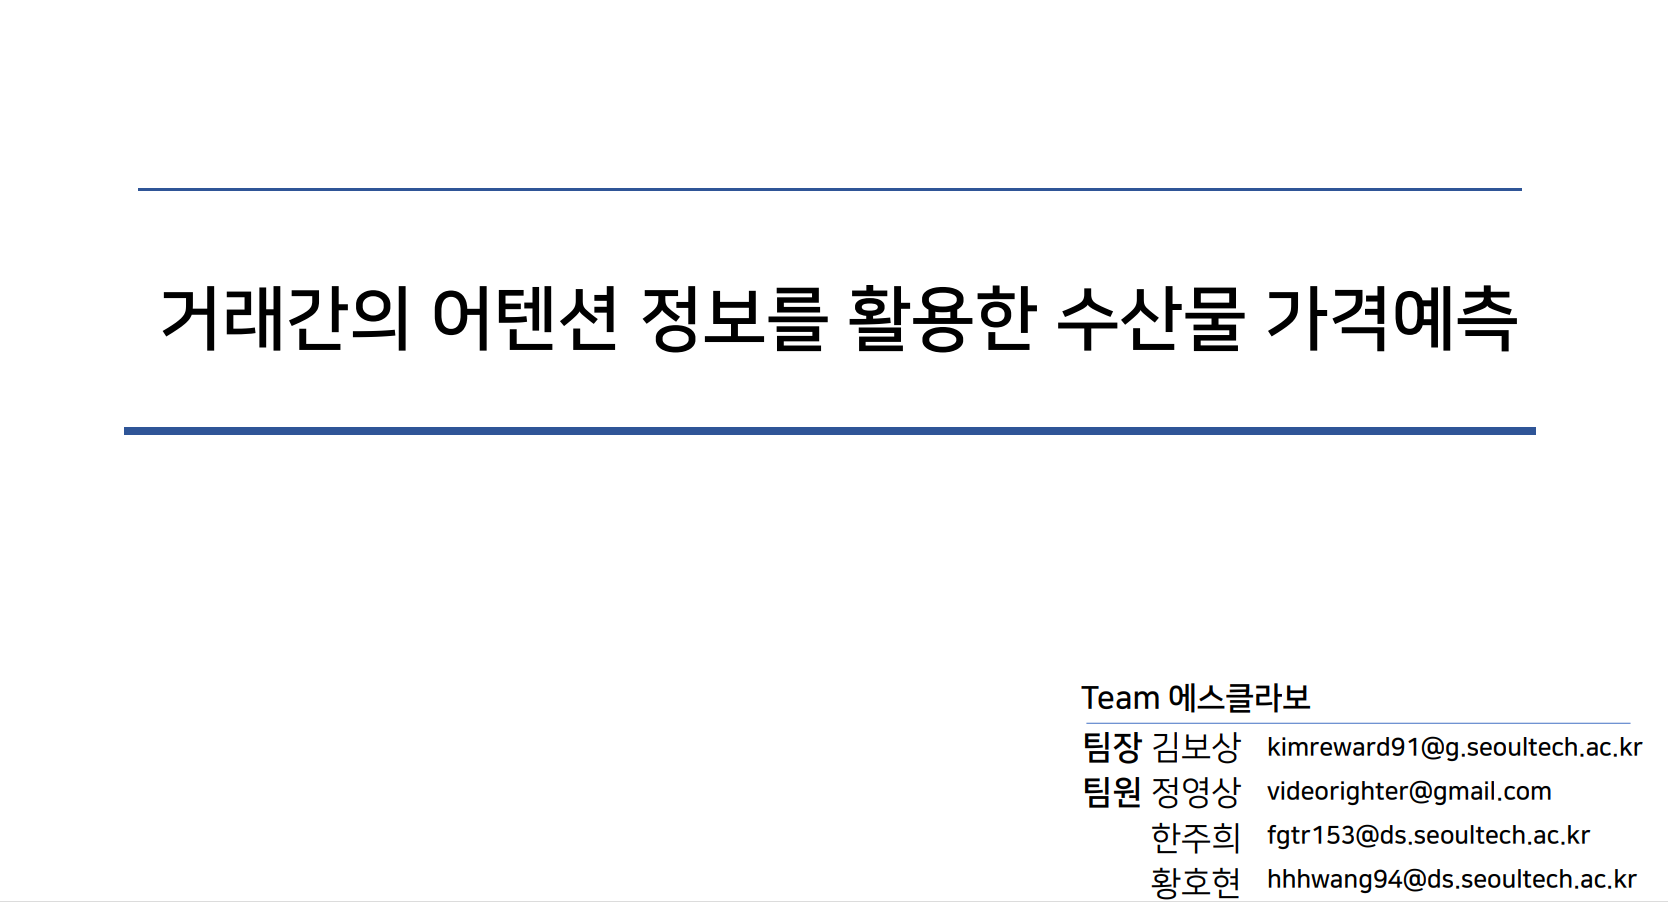 거래간의 어텐션 정보를 활용한 수산물 가격예측
Team 에스클라보
팀장 김보상 kimreward91@g.seoultech.ac.kr
팀원 정영상 videorighter@gmail.com
한주희 fgtr153@ds.seoultech.ac.kr
황호현 hhhwang94@ds.seoultech.ac.kr